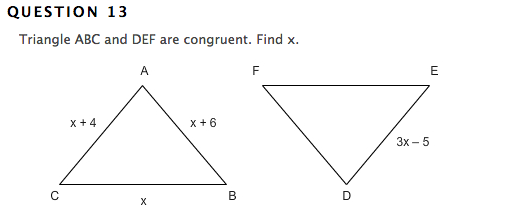 QUESTION 13
Triangle ABC and DEF are congruent. Find x.
A
F
E
x + 4
x + 6
3x – 5
C
B
D
x